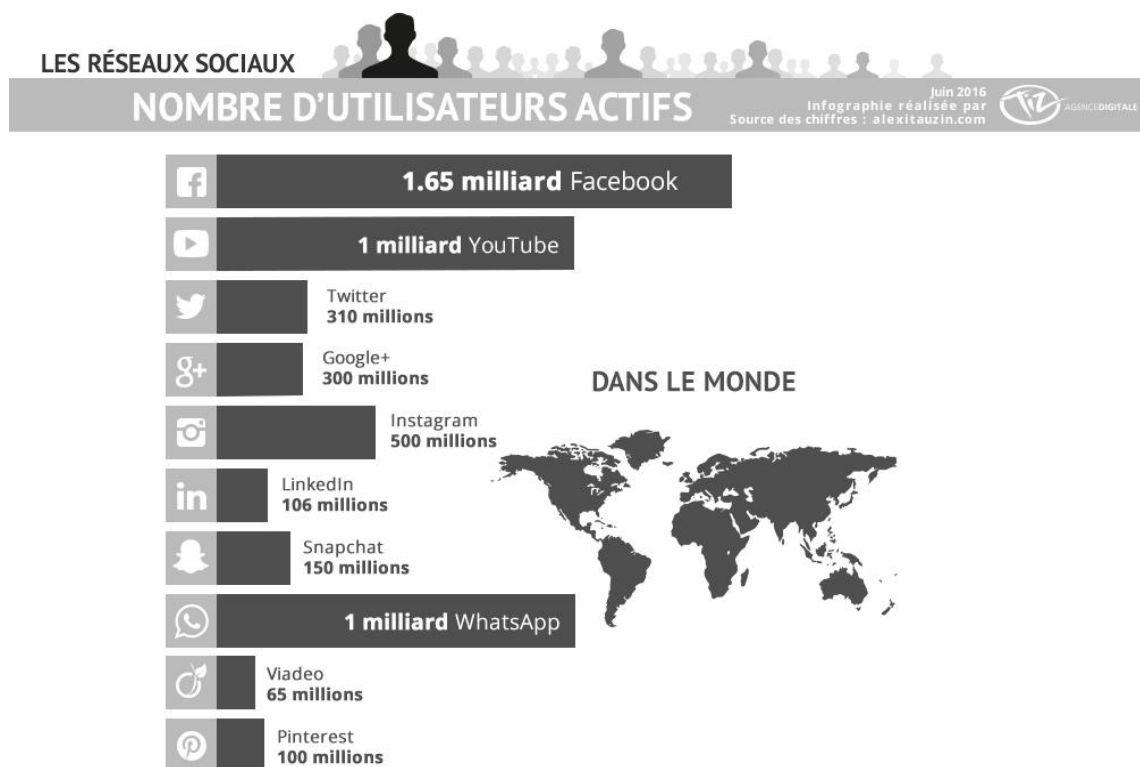 LES RÉSEAUX SOCIAUX
NOMBRE D'UTILISATEURS ACTIFS
Juin 2016
Infographie réalisée par
Source des chiffres : alexitauzin.com
Tiz AGENCEDIGITALE
1.65 milliard Facebook
1 milliard YouTube
Twitter
310 millions
Google+
300 millions
Instagram
500 millions
LinkedIn
106 millions
Snapchat
150 millions
1 milliard WhatsApp
Viadeo
65 millions
Pinterest
100 millions
DANS LE MONDE